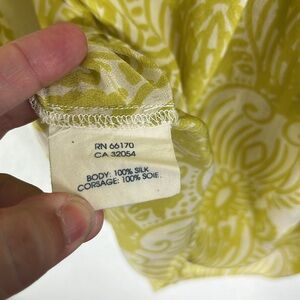 RN 66170
CA 32054
BODY: 100% SILK
CORSAGE: 100% SOIE